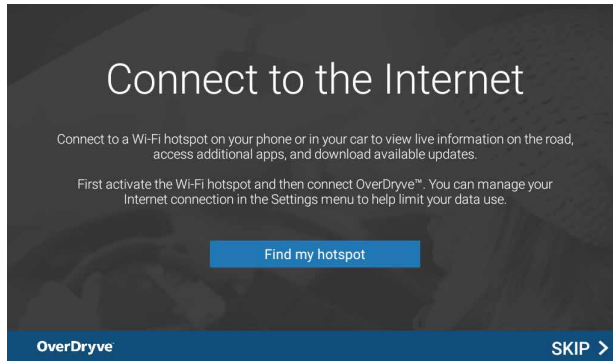 Connect to the Internet
Connect to a Wi-Fi hotspot on your phone or in your car to view live information on the road,
access additional apps, and download available updates.
First activate the Wi-Fi hotspot and then connect OverDryve™. You can manage your
Internet connection in the Settings menu to help limit your data use.
Find my hotspot
OverDryve™
SKIP >